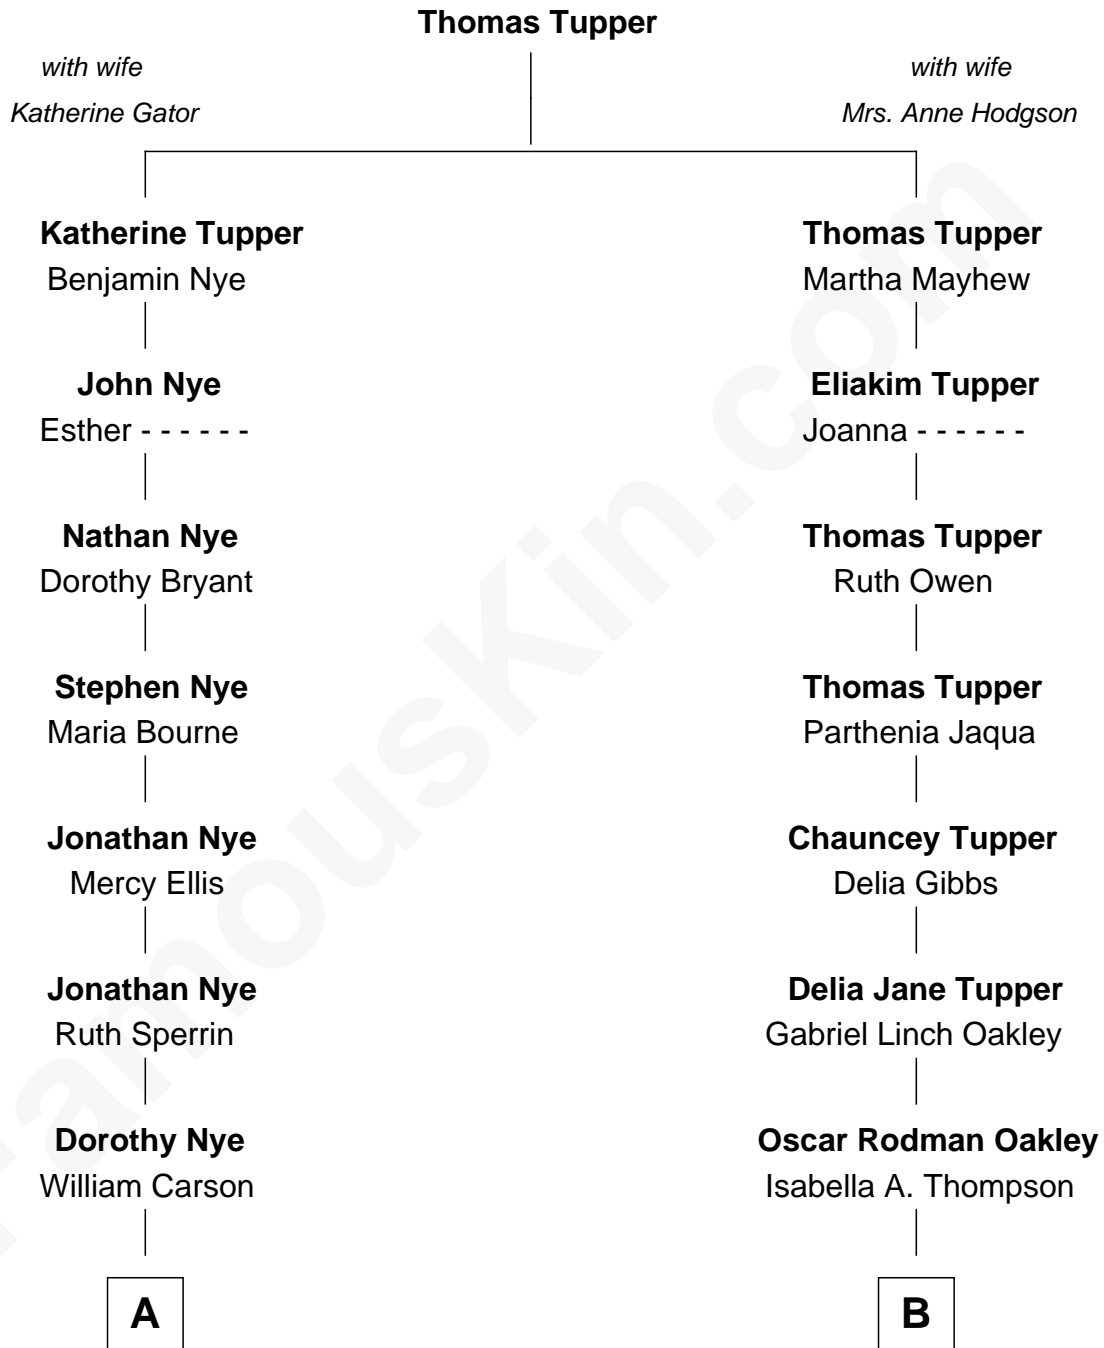 Thomas Tupper
with wife
Katherine Gator
with wife
Mrs. Anne Hodgson
Katherine Tupper
Benjamin Nye
Thomas Tupper
Martha Mayhew
John Nye
Esther - - - - - -
Eliakim Tupper
Joanna - - - - - -
Nathan Nye
Dorothy Bryant
Thomas Tupper
Ruth Owen
Stephen Nye
Maria Bourne
Thomas Tupper
Parthenia Jaqua
Jonathan Nye
Mercy Ellis
Chauncey Tupper
Delia Gibbs
Jonathan Nye
Ruth Sperrin
Delia Jane Tupper
Gabriel Linch Oakley
Dorothy Nye
William Carson
Oscar Rodman Oakley
Isabella A. Thompson
A
B
FamousKin.com